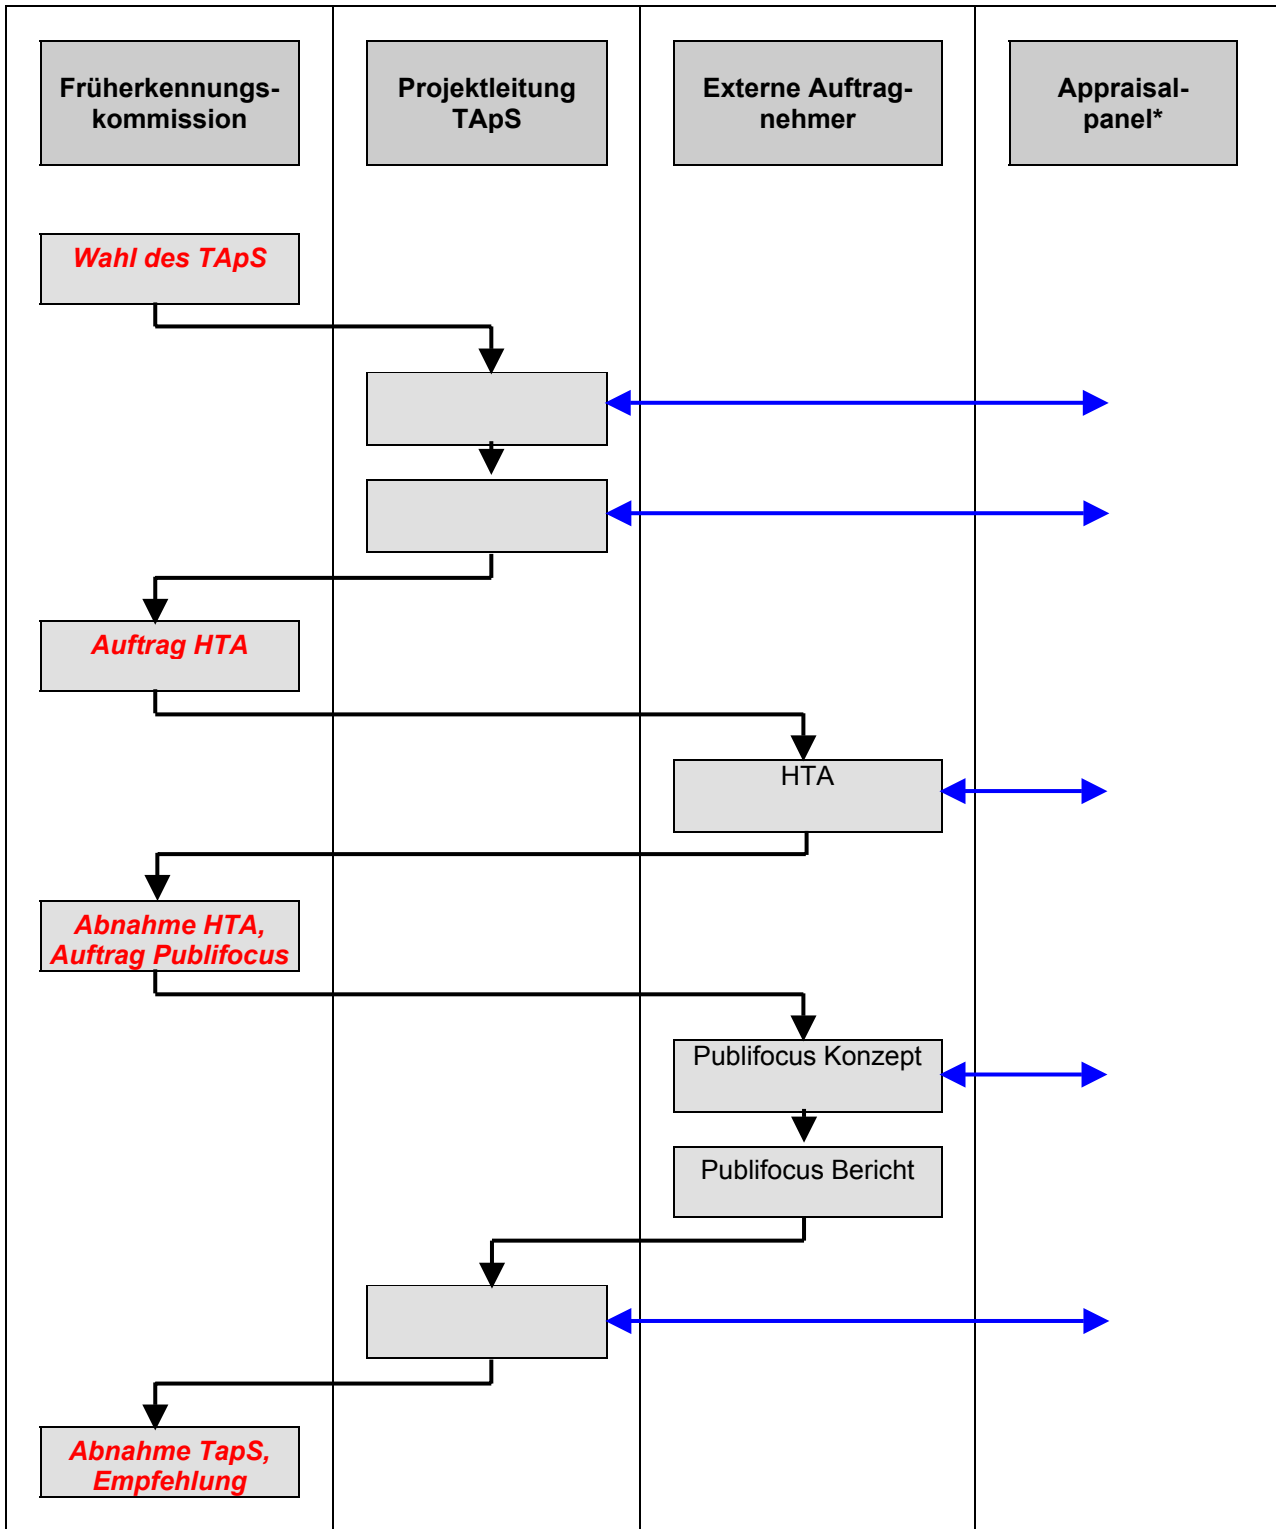 Früherkennungs-
kommission
Projektleitung
TApS
Externe Auftrag-
nehmer
Appraisal-
panel*
Wahl des TApS
Auftrag HTA
HTA
Abnahme HTA,
Auftrag Publifocus
Publifocus Konzept
Publifocus Bericht
Abnahme TapS,
Empfehlung